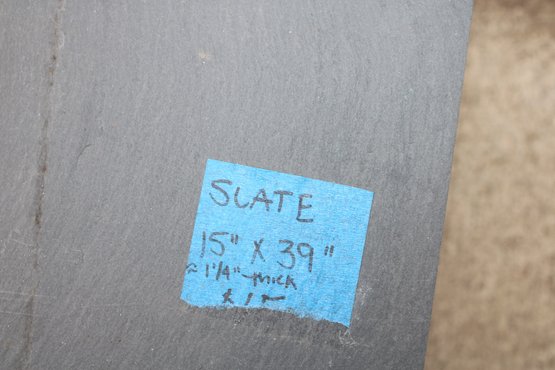 SLATE
15" X 39"
≈ 1 1/4" THICK